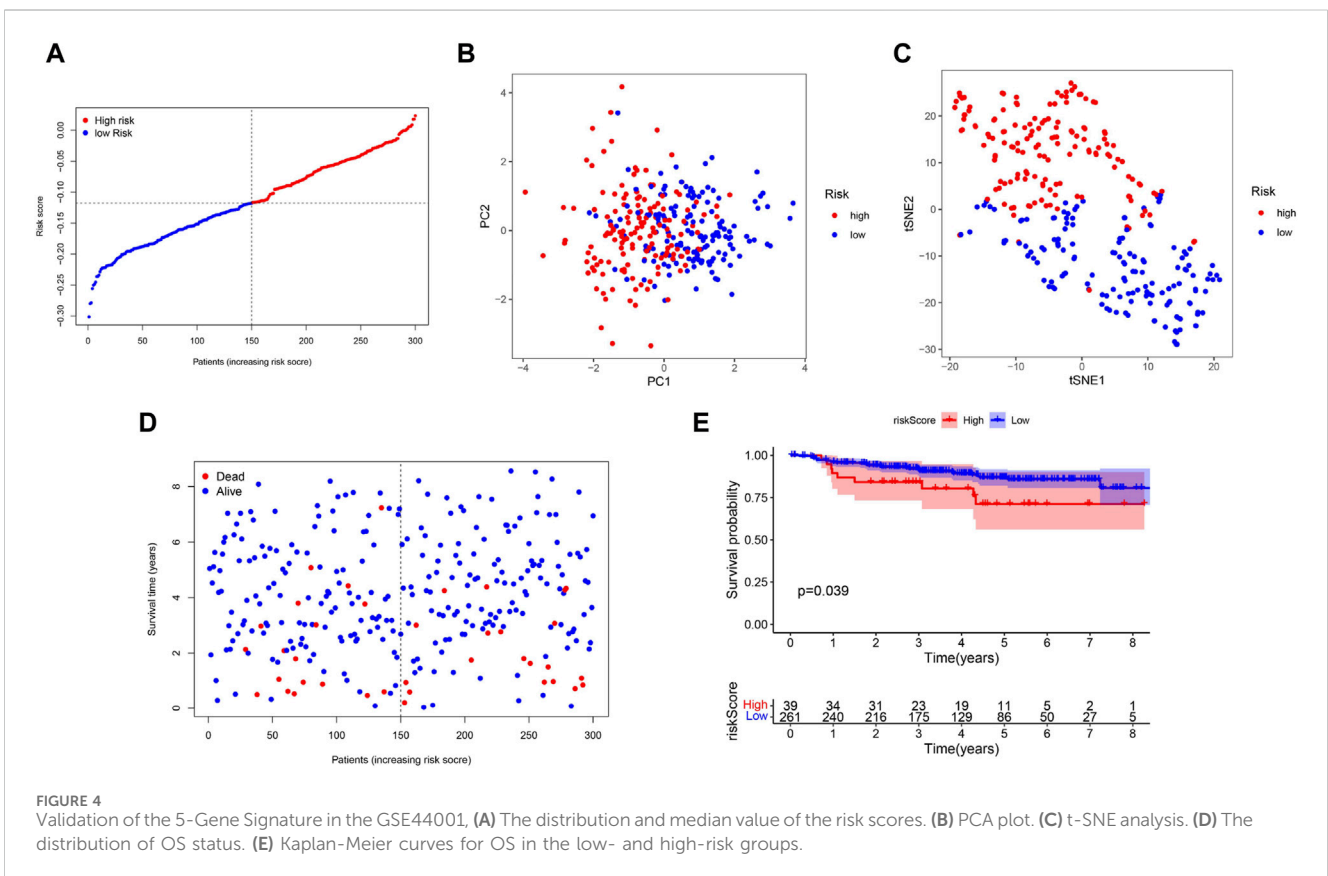 A
High risk
low Risk
Risk score
0.00
−0.05
−0.10
−0.15
−0.20
−0.25
−0.30
0 50 100 150 200 250 300
Patients (increasing risk socre)
B
PC2
4
2
0
−2
−4 −2 0 2 4
PC1
Risk
high
low
C
tSNE2
20
10
0
−10
−20
−30
−20 −10 0 10 20
tSNE1
Risk
high
low
D
Dead
Alive
Survival time (years)
8
6
4
2
0
0 50 100 150 200 250 300
Patients (increasing risk socre)
E
riskScore High Low
Survival probability
1.00
0.75
0.50
0.25
0.00
p=0.039
0 1 2 3 4 5 6 7 8
Time(years)
riskScore
High 39 34 31 23 19 11 5 2 1
Low 261 240 216 175 129 86 50 27 5
0 1 2 3 4 5 6 7 8
Time(years)
FIGURE 4
Validation of the 5-Gene Signature in the GSE44001, (A) The distribution and median value of the risk scores. (B) PCA plot. (C) t-SNE analysis. (D) The
distribution of OS status. (E) Kaplan-Meier curves for OS in the low- and high-risk groups.